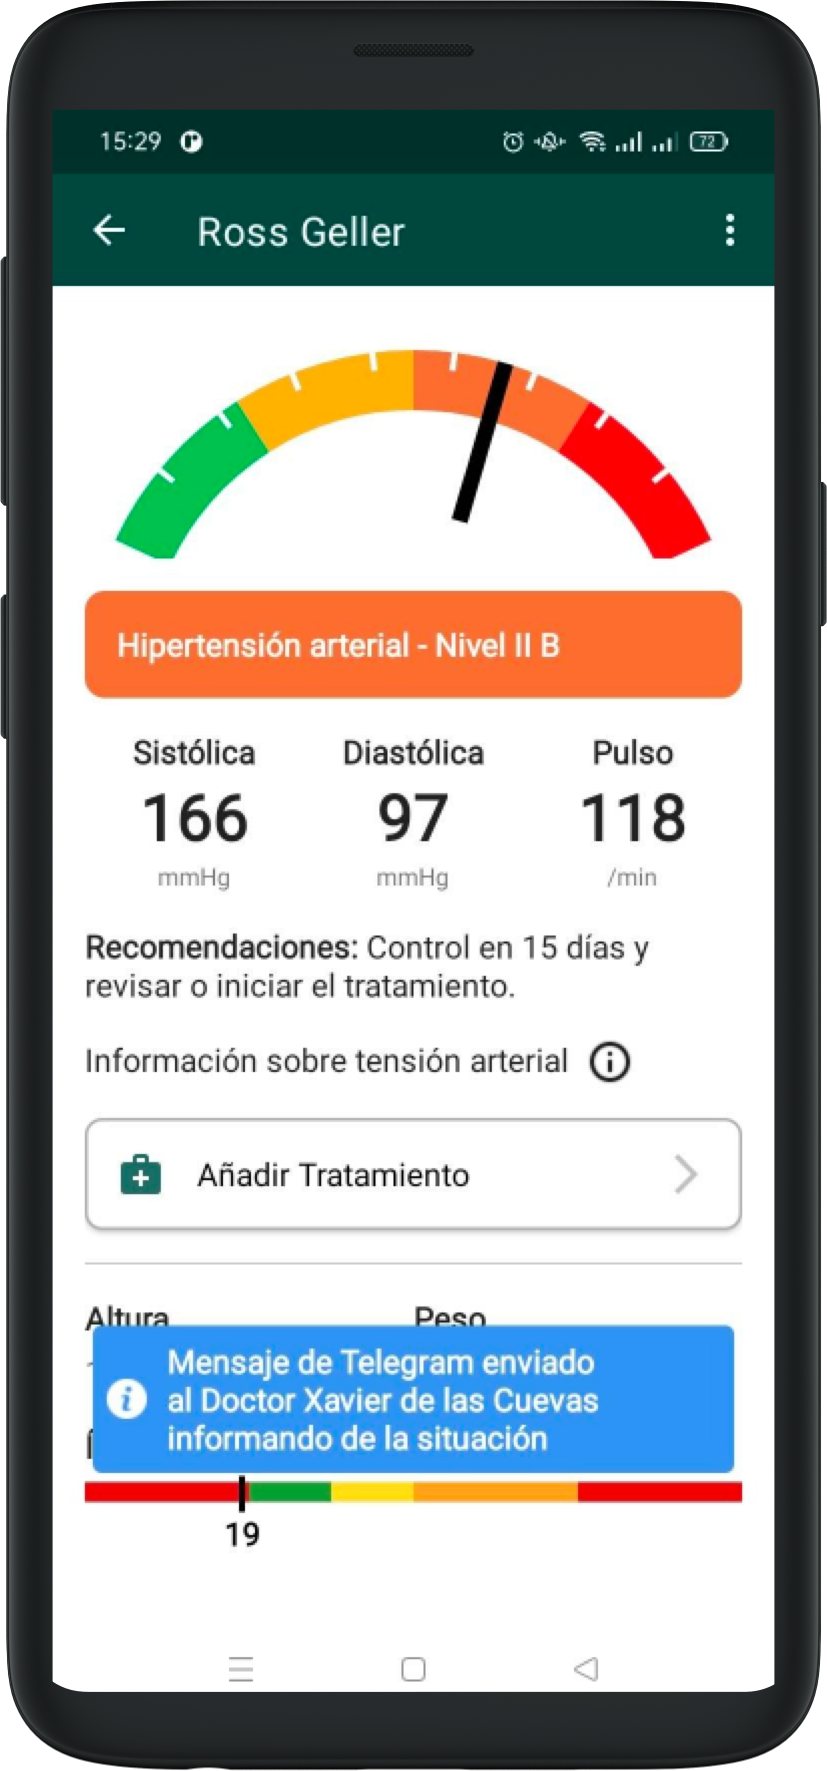 15:29
72
Ross Geller
Hipertensión arterial - Nivel II B
Sistólica Diastólica Pulso
166 97 118
mmHg mmHg /min
Recomendaciones: Control en 15 días y
revisar o iniciar el tratamiento.
Información sobre tensión arterial
Añadir Tratamiento
Altura Peso
Mensaje de Telegram enviado
al Doctor Xavier de las Cuevas
informando de la situación
19